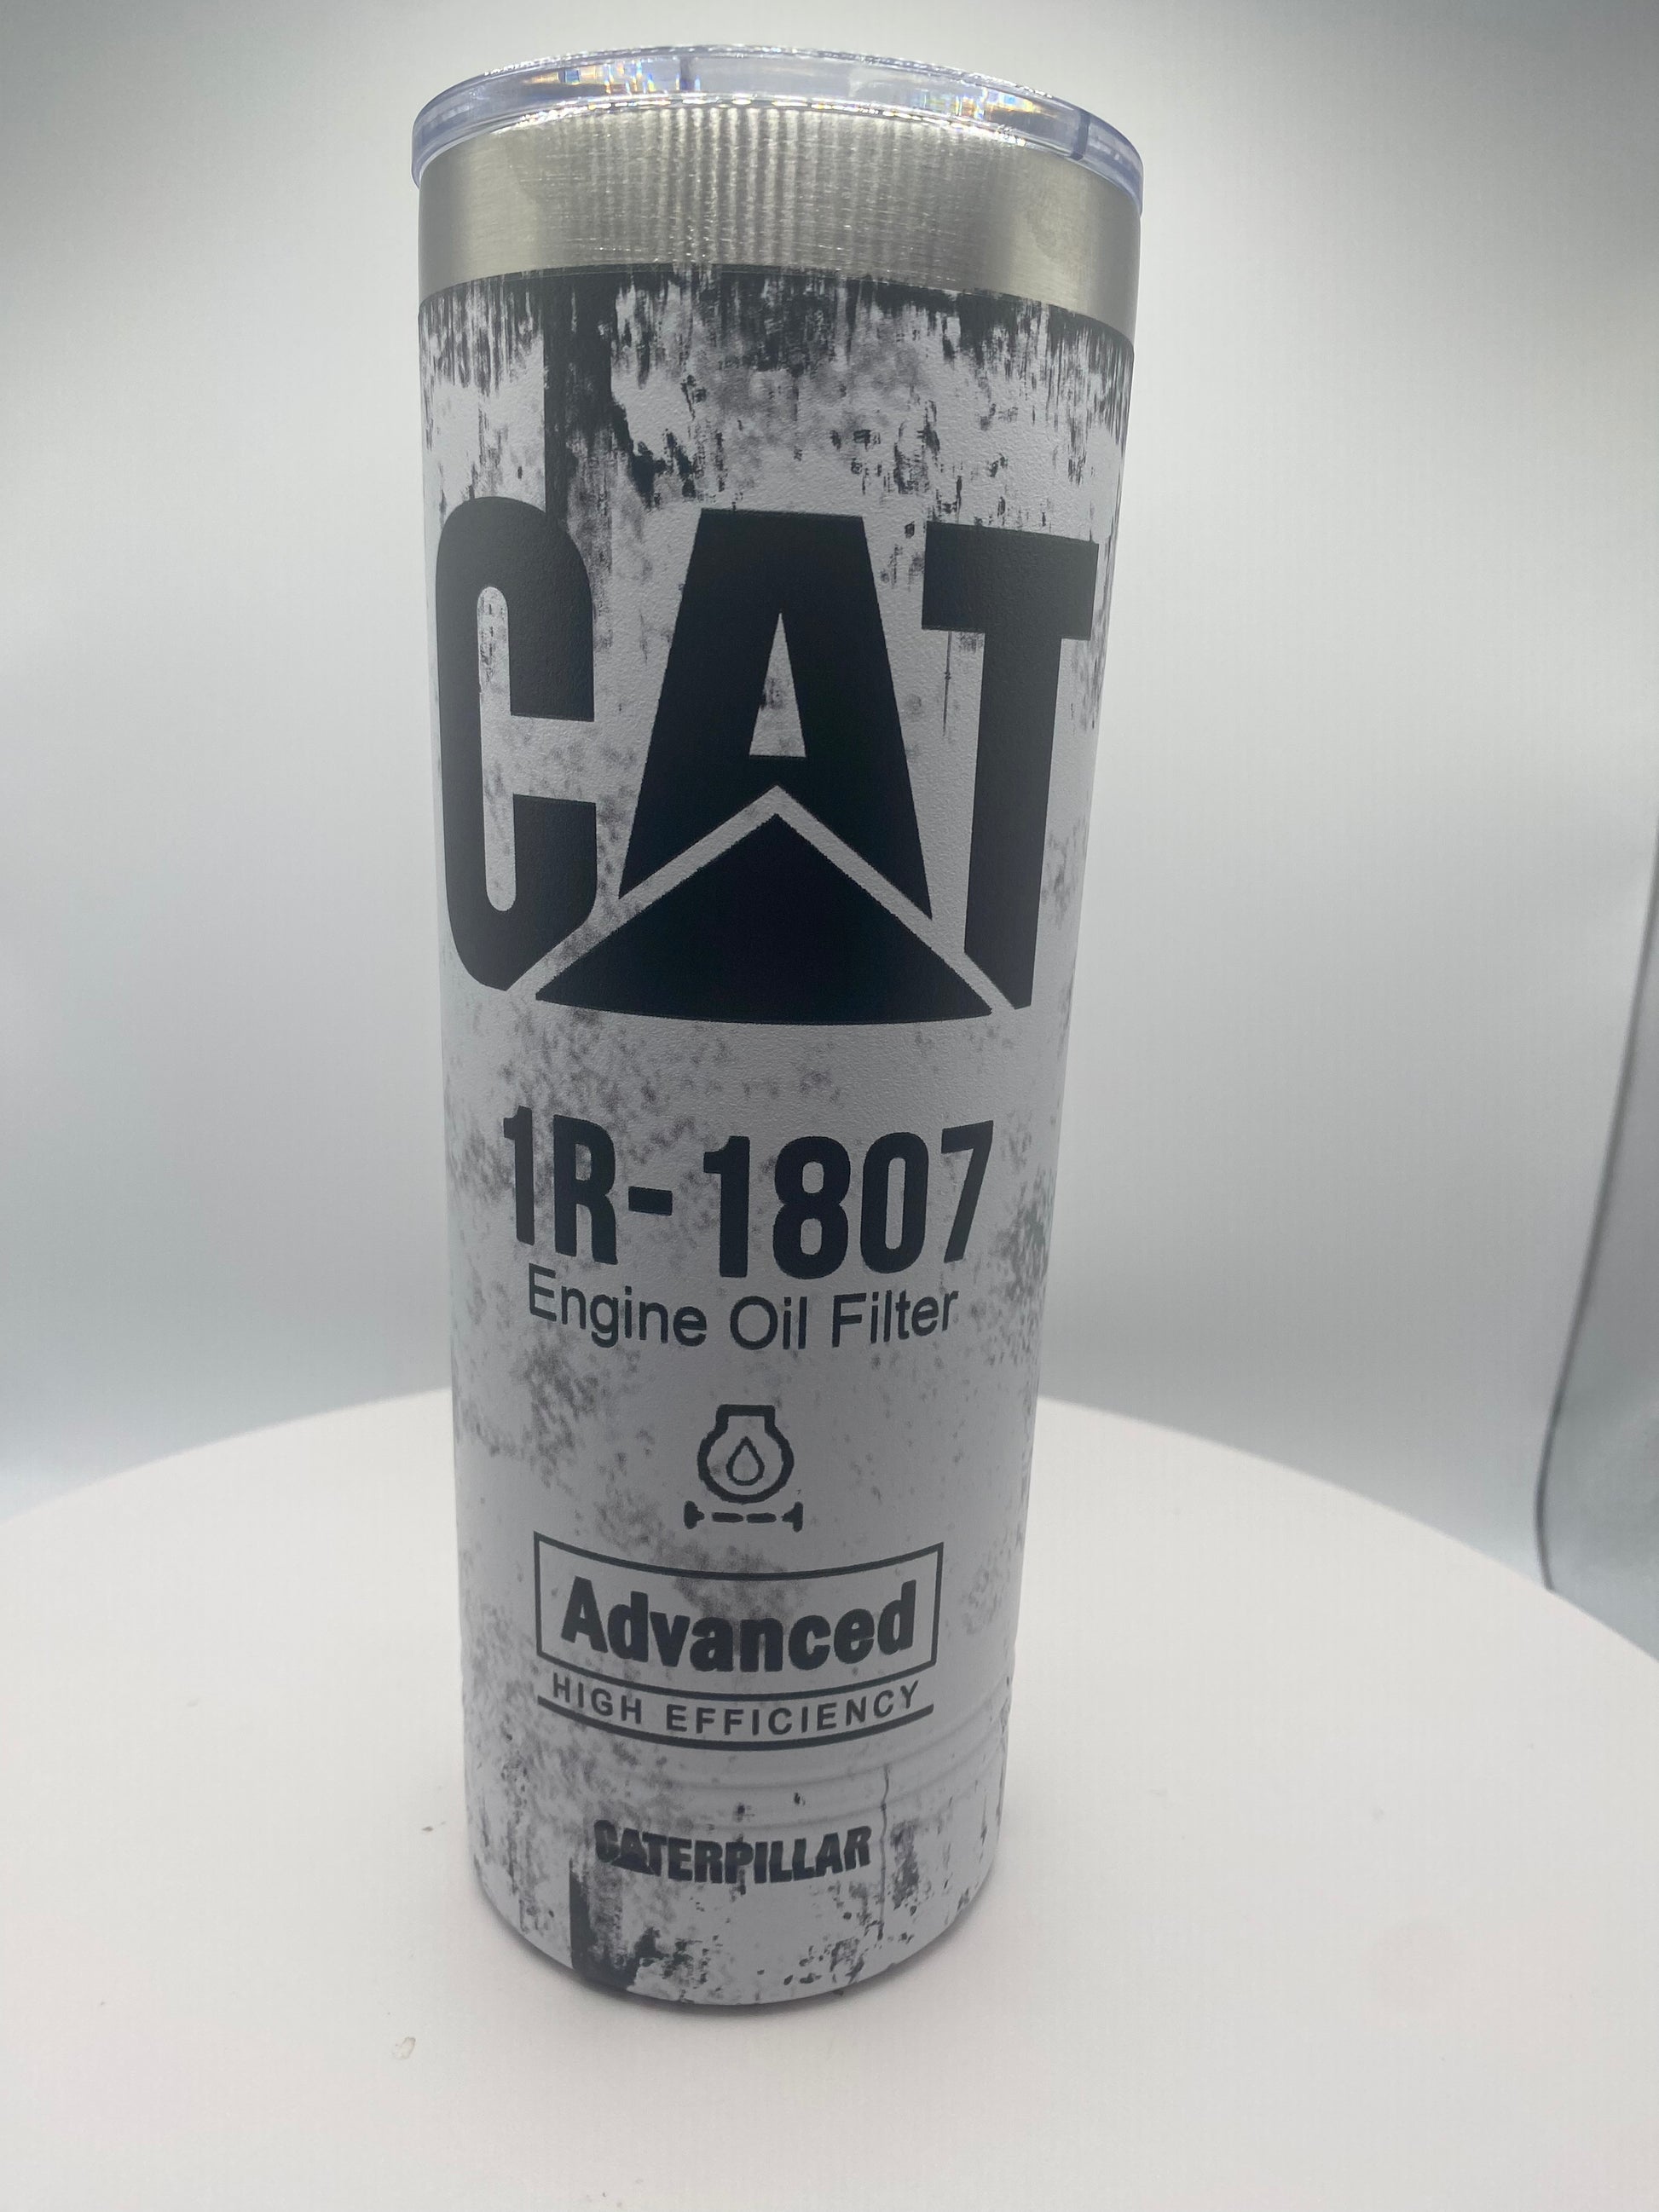 CAT
1R-1807
Engine Oil Filter
Advanced
HIGH EFFICIENCY
CATERPILLAR